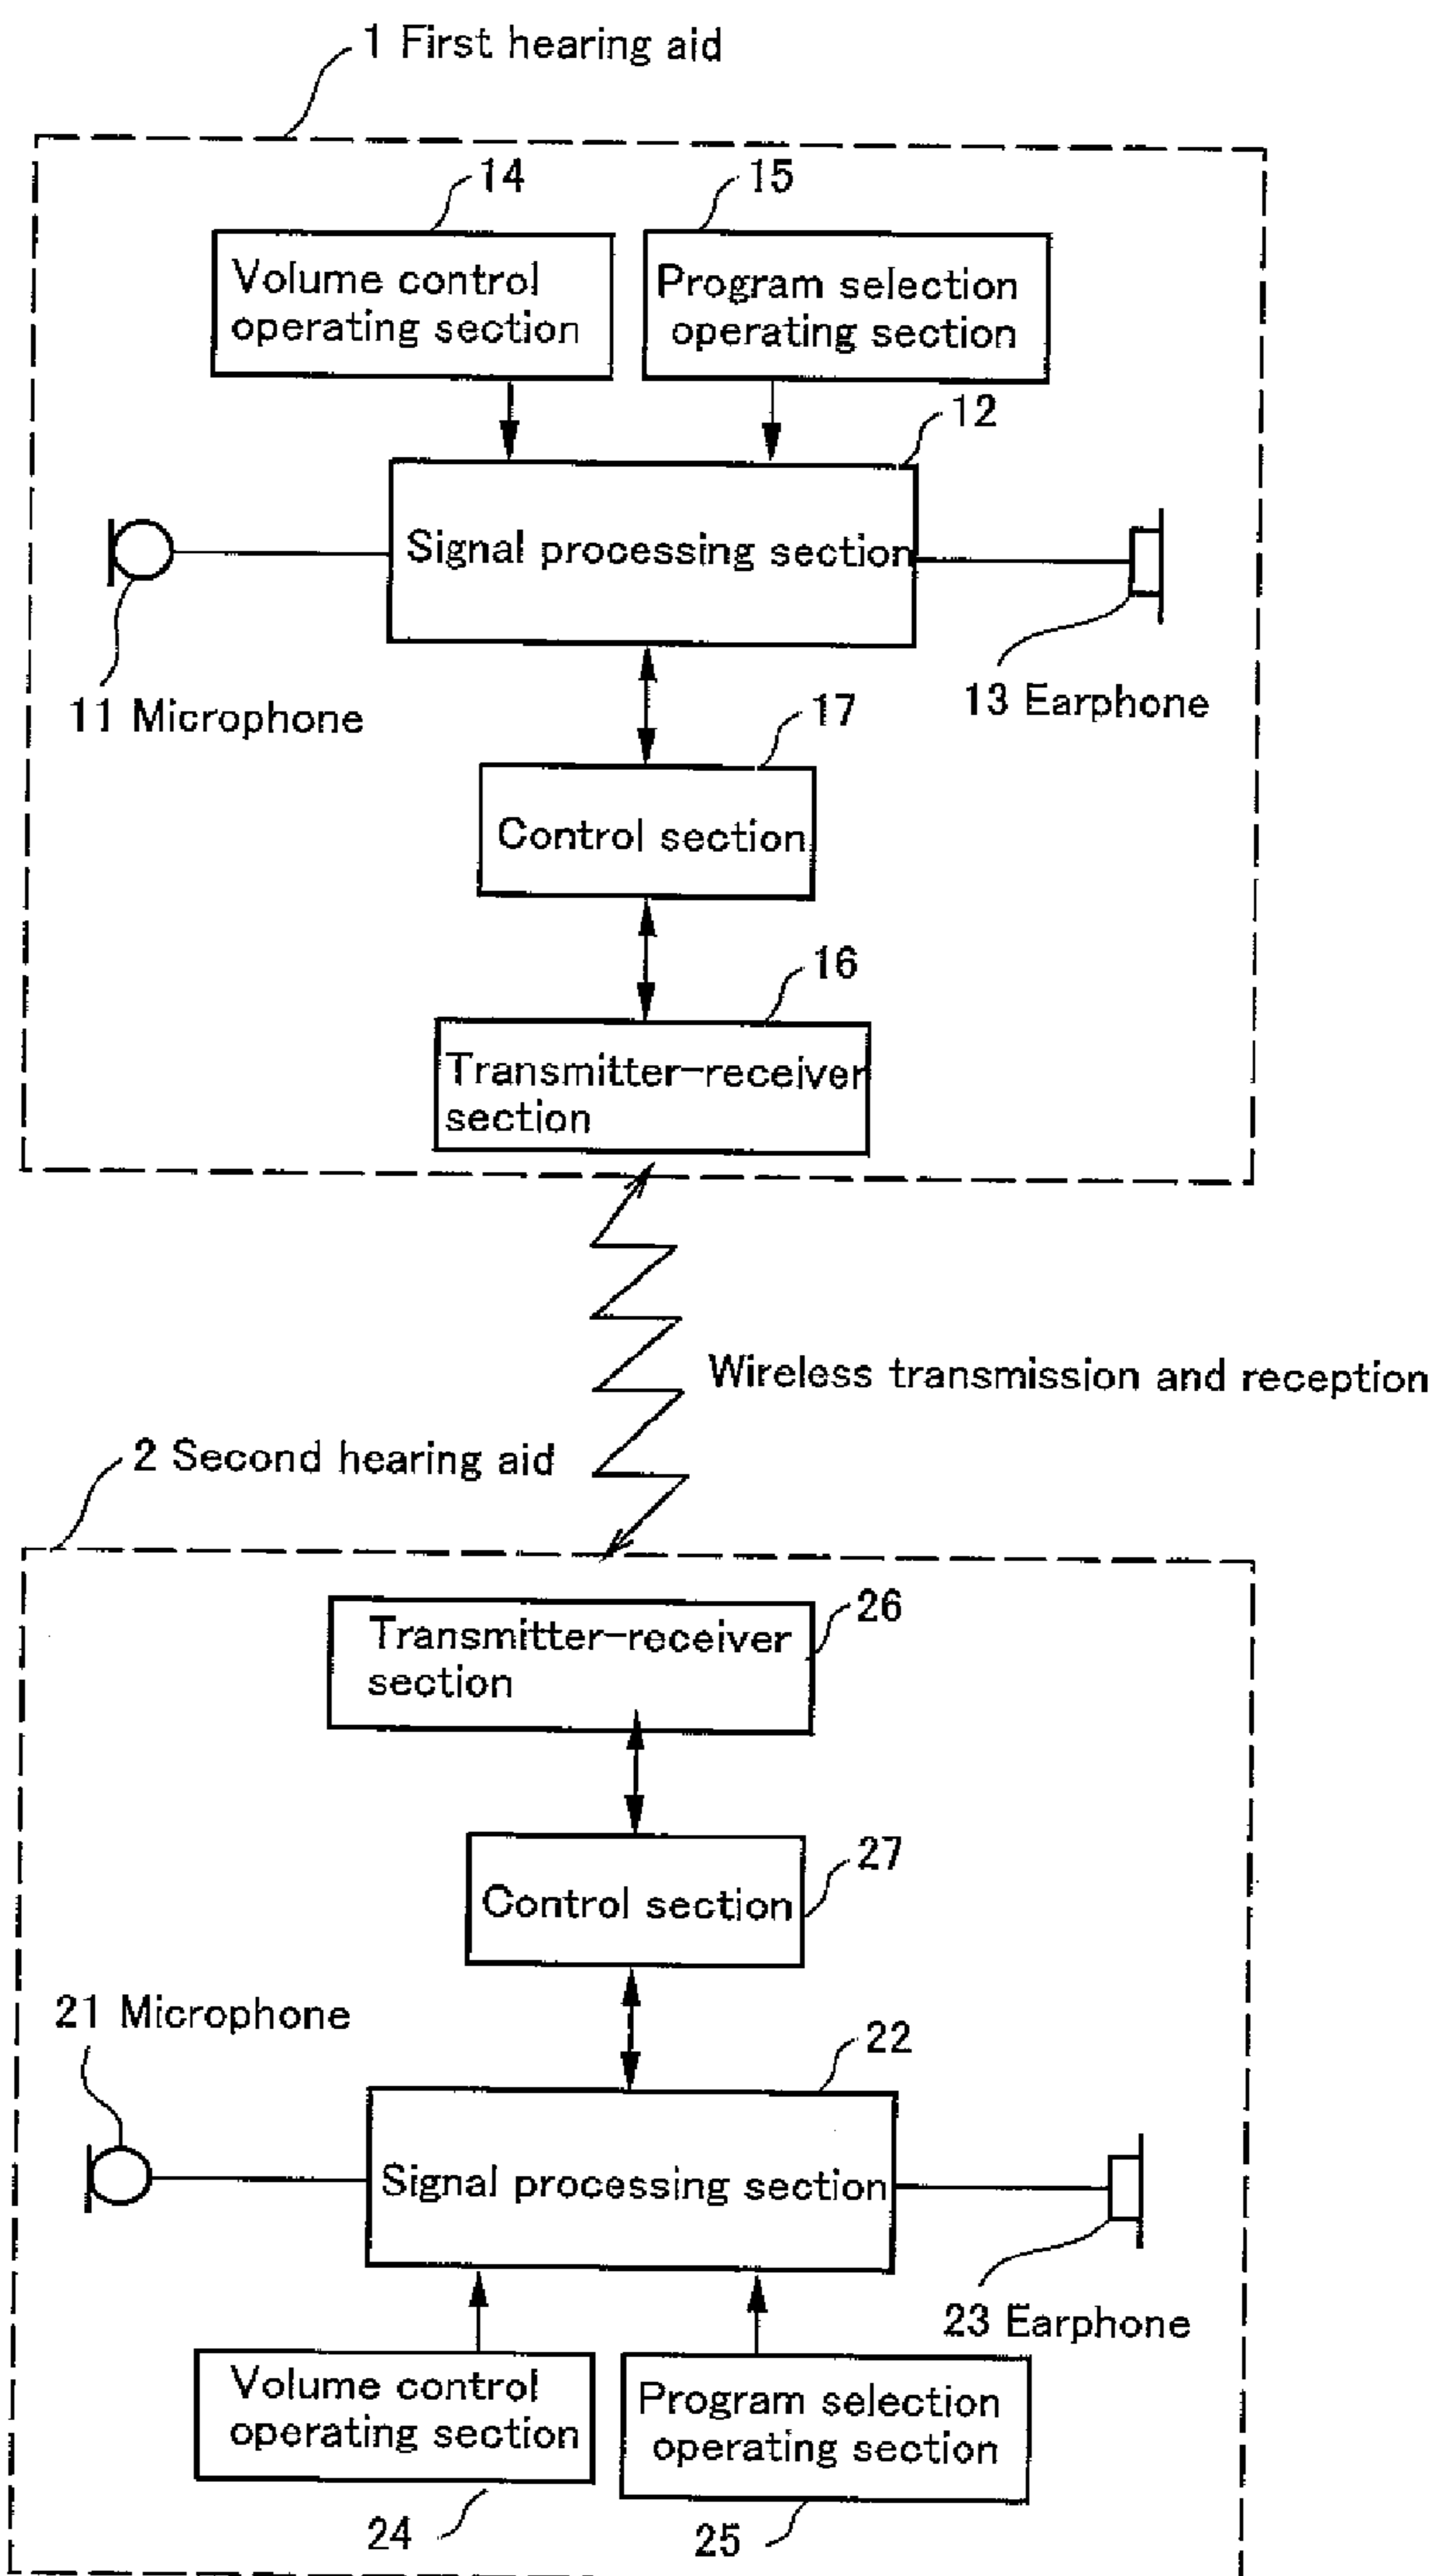 1 First hearing aid
14
15
Volume control
operating section
Program selection
operating section
12
Signal processing section
11 Microphone
13 Earphone
17
Control section
16
Transmitter-receiver
section
Wireless transmission and reception
2 Second hearing aid
26
Transmitter-receiver
section
27
Control section
21 Microphone
22
Signal processing section
23 Earphone
Volume control
operating section
Program selection
operating section
24
25